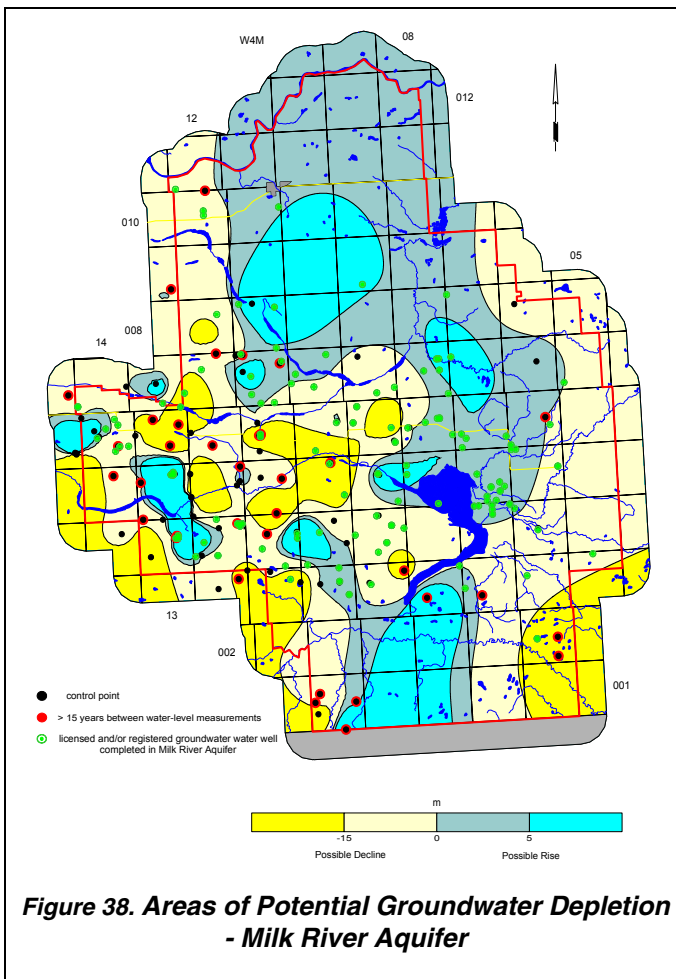 08
W4M
012
12
010
05
008
14
13
002
001
control point
> 15 years between water-level measurements
licensed and/or registered groundwater water well
completed in Milk River Aquifer
m
-15 0 5
Possible Decline Possible Rise
Figure 38. Areas of Potential Groundwater Depletion
- Milk River Aquifer